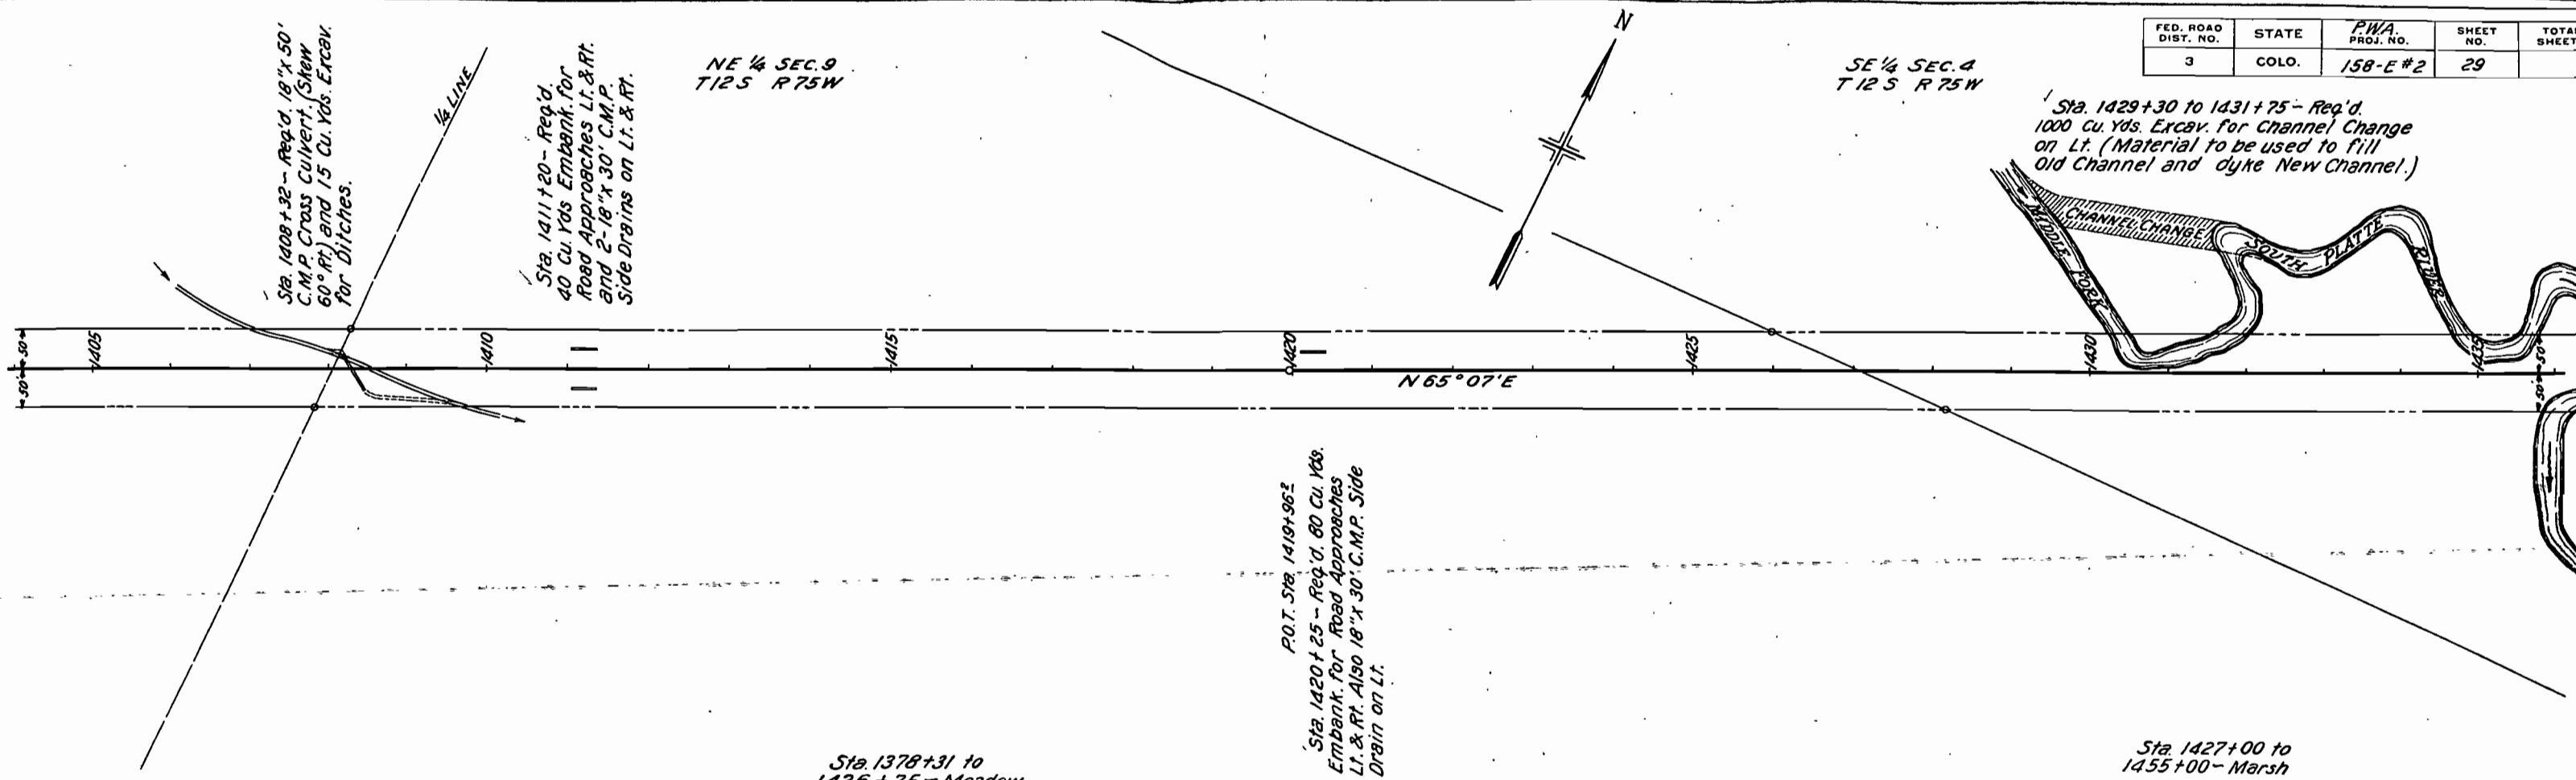 FED. ROAD DIST. NO.
STATE
P.W.A. PROJ. NO.
SHEET NO.
3
COLO.
158-E #2
29
N
NE ¼ SEC. 9
T 12 S R 75 W
SE ¼ SEC. 4
T 12 S R 75 W
Sta. 1408+32 - Req'd. 18" x 50'
C.M.P. Cross Culvert. (Skew
60° Rt) and 15 Cu. Yds. Excav.
for Ditches.
¼ LINE
Sta. 1411+20 - Req'd.
40 Cu. Yds Embank. for
Road Approaches Lt. & Rt.
and 2-18" x 30' C.M.P.
Side Drains on Lt. & Rt.
Sta. 1429+30 to 1431+75 - Req'd.
1000 Cu. Yds. Excav. for Channel Change
on Lt. (Material to be used to fill
Old Channel and dyke New Channel.)
CHANNEL CHANGE
MIDDLE FORK
SOUTH PLATTE RIVER
50'
50'
1405
1410
1415
1420
1425
1430
1435
50'
50'
N 65° 07' E
P.O.T. Sta. 1419+96²
Sta. 1420+25 - Req'd. 80 Cu. Yds.
Embank. for Road Approaches
Lt. & Rt. Also 18" x 30' C.M.P. Side
Drain on Lt.
Sta. 1378+31 to
Sta. 1427+00 to
1455+00 - Marsh